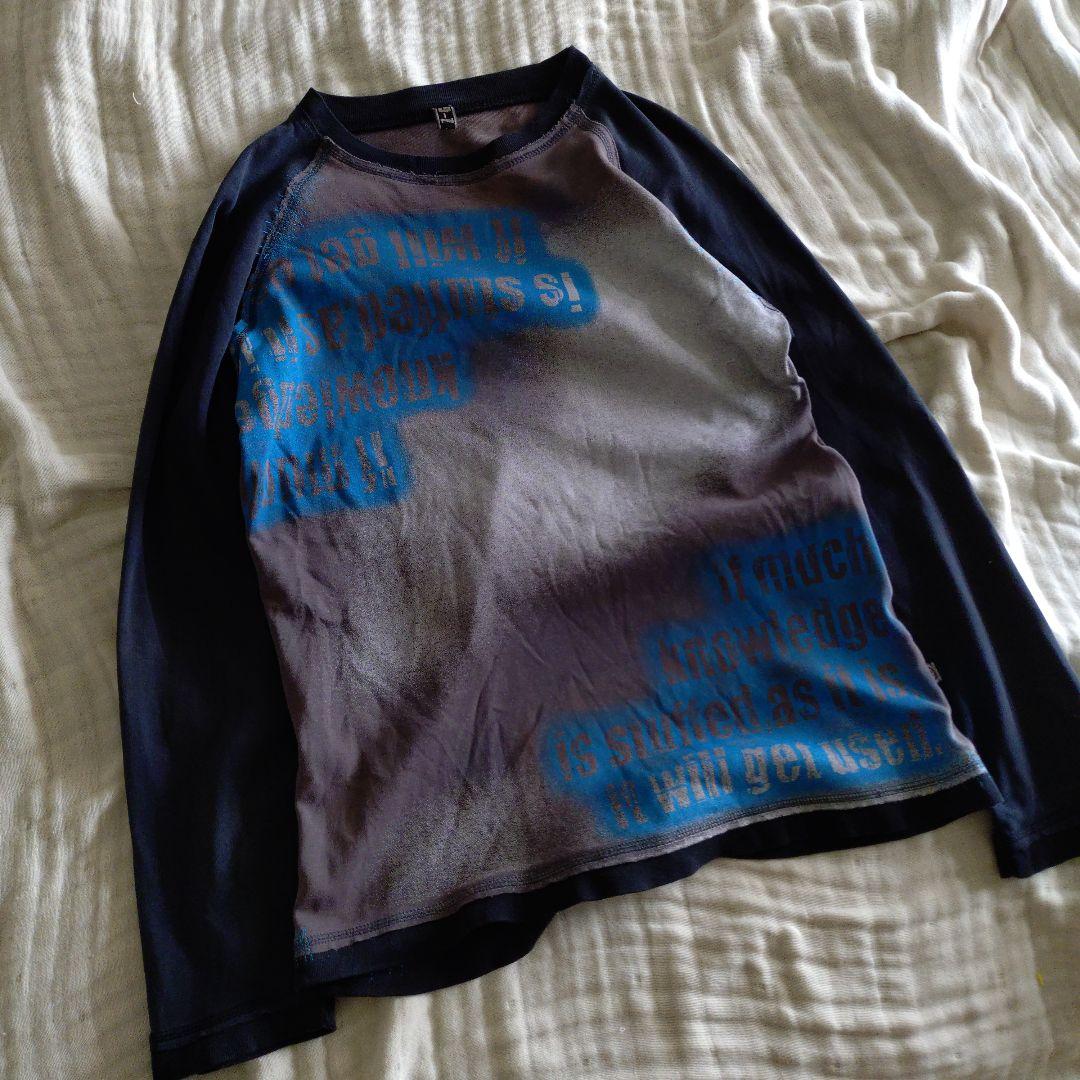 If much
knowledge
is stuffed as it
It will get
If much
knowledge
is stuffed as it is
It will get used.